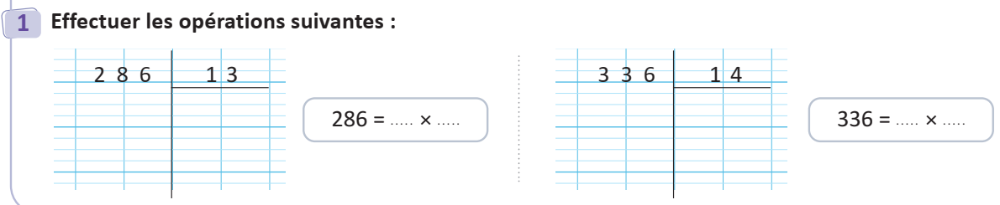 1 Effectuer les opérations suivantes :
2 8 6 1 3
286 = ..... × .....
3 3 6 1 4
336 = ..... × .....